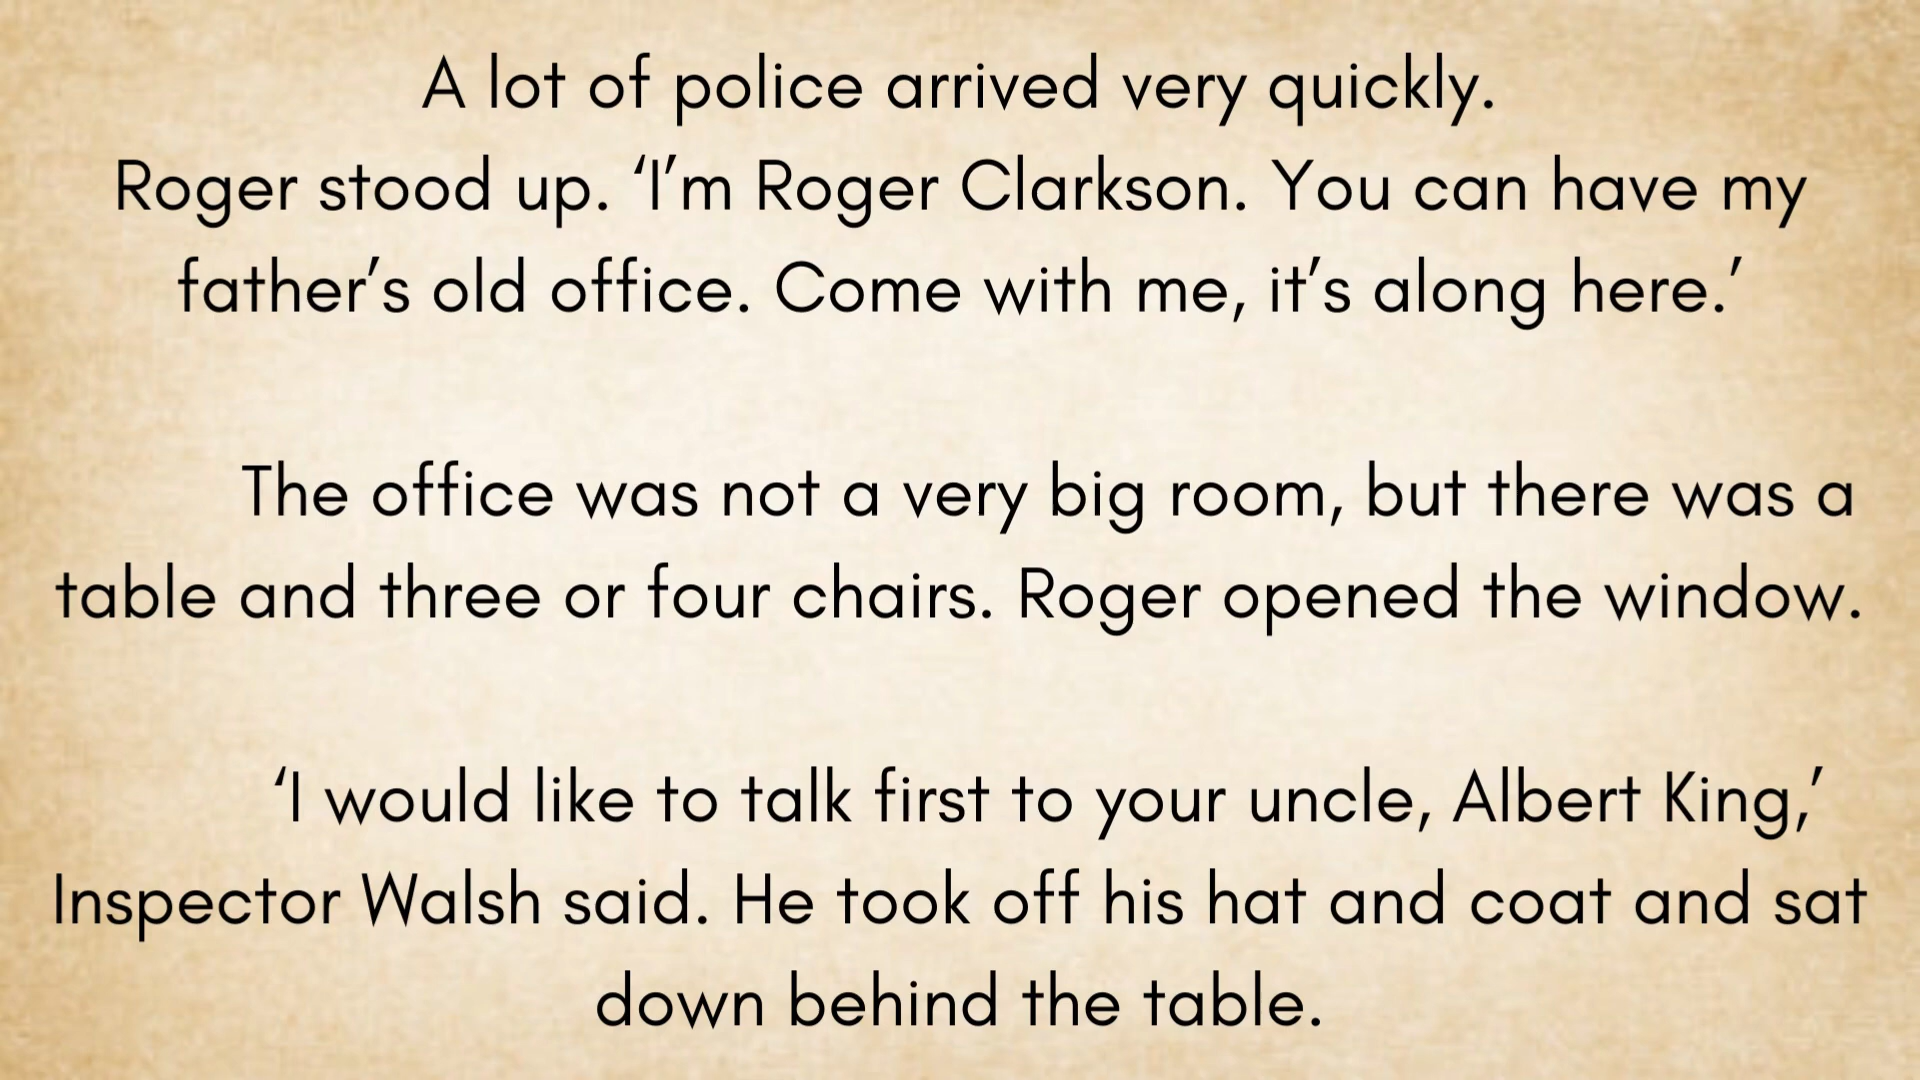 A lot of police arrived very quickly.
Roger stood up. ‘I’m Roger Clarkson. You can have my
father’s old office. Come with me, it’s along here.’
The office was not a very big room, but there was a
table and three or four chairs. Roger opened the window.
‘I would like to talk first to your uncle, Albert King,’
Inspector Walsh said. He took off his hat and coat and sat
down behind the table.